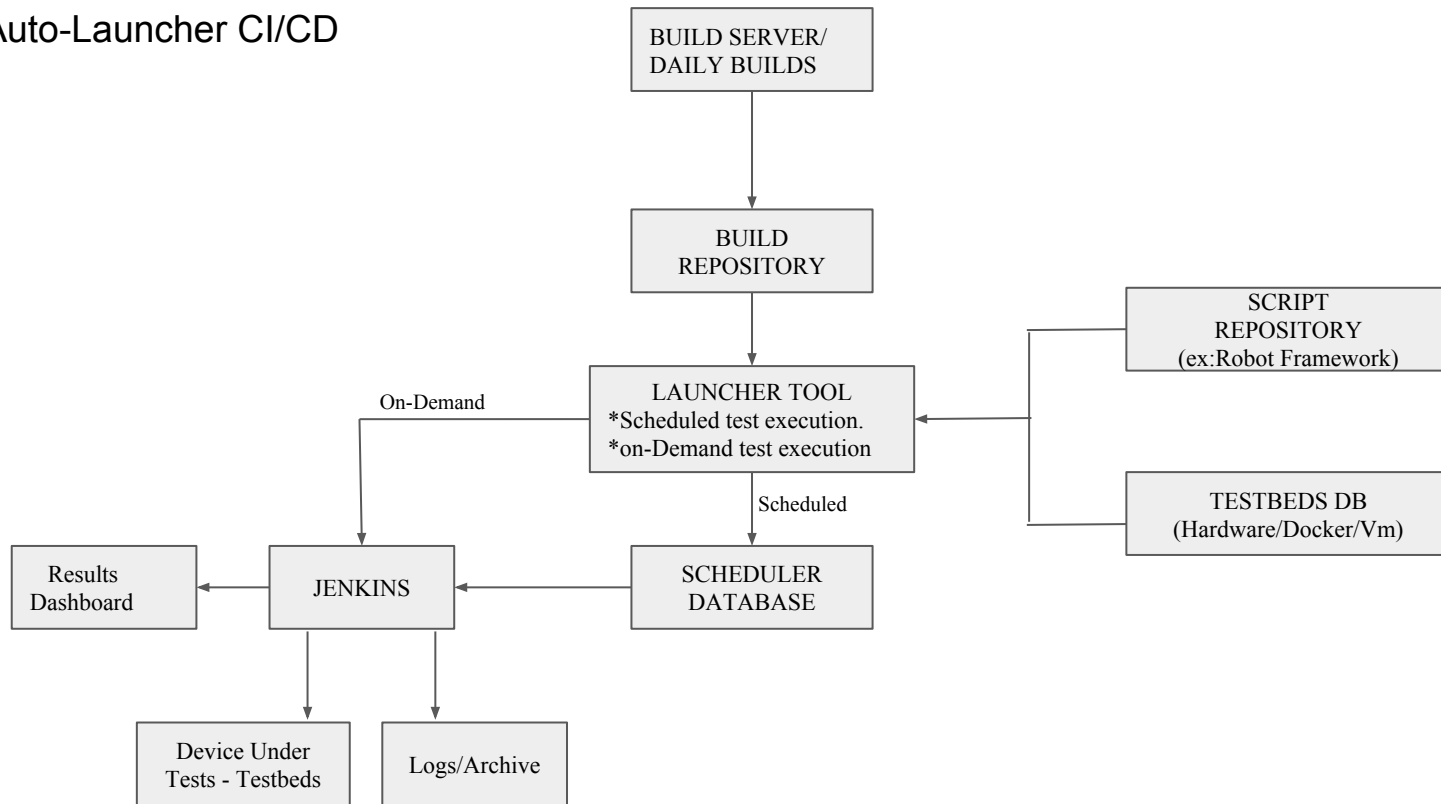 Auto-Launcher CI/CD
BUILD SERVER/
DAILY BUILDS
BUILD
REPOSITORY
SCRIPT
REPOSITORY
(ex:Robot Framework)
LAUNCHER TOOL
*Scheduled test execution.
*on-Demand test execution
On-Demand
Scheduled
TESTBEDS DB
(Hardware/Docker/Vm)
Results
Dashboard
JENKINS
SCHEDULER
DATABASE
Device Under
Tests - Testbeds
Logs/Archive